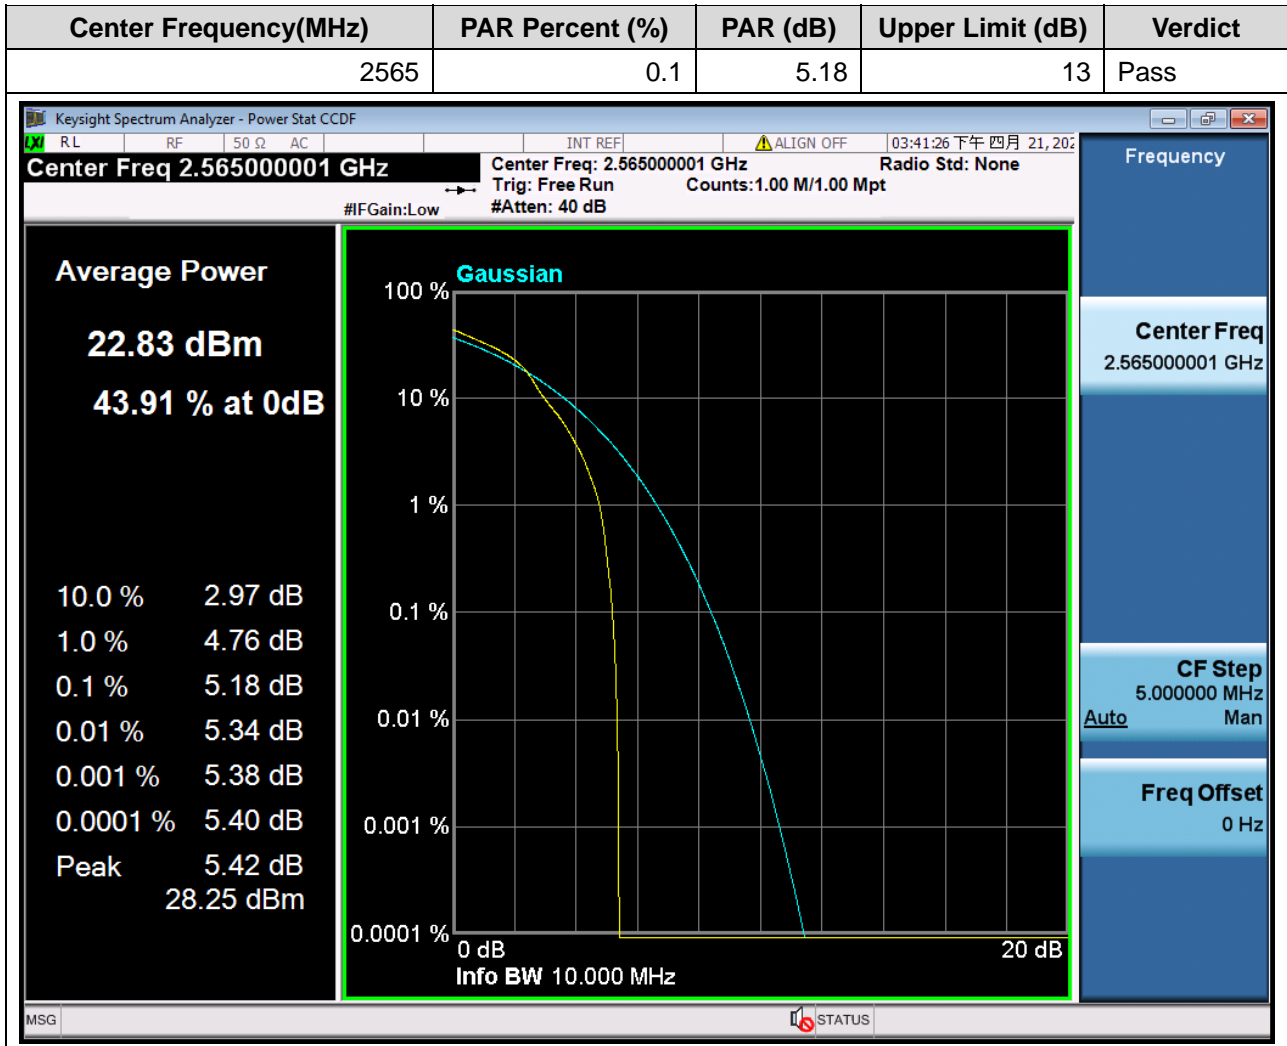 Center Frequency(MHz) PAR Percent (%) PAR (dB) Upper Limit (dB) Verdict
2565 0.1 5.18 13 Pass
Keysight Spectrum Analyzer - Power Stat CCDF
LXI RL RF 50 Ω AC INT REF ALIGN OFF 03:41:26 下午 四月 21, 202
Center Freq 2.565000001 GHz
#IFGain:Low
Center Freq: 2.565000001 GHz Radio Std: None
Trig: Free Run Counts:1.00 M/1.00 Mpt
#Atten: 40 dB
Average Power
22.83 dBm
43.91 % at 0dB
10.0 % 2.97 dB
1.0 % 4.76 dB
0.1 % 5.18 dB
0.01 % 5.34 dB
0.001 % 5.38 dB
0.0001 % 5.40 dB
Peak 5.42 dB
28.25 dBm
Gaussian
100 %
10 %
1 %
0.1 %
0.01 %
0.001 %
0.0001 %
0 dB 20 dB
Info BW 10.000 MHz
Frequency
Center Freq
2.565000001 GHz
CF Step
5.000000 MHz
Auto Man
Freq Offset
0 Hz
MSG STATUS